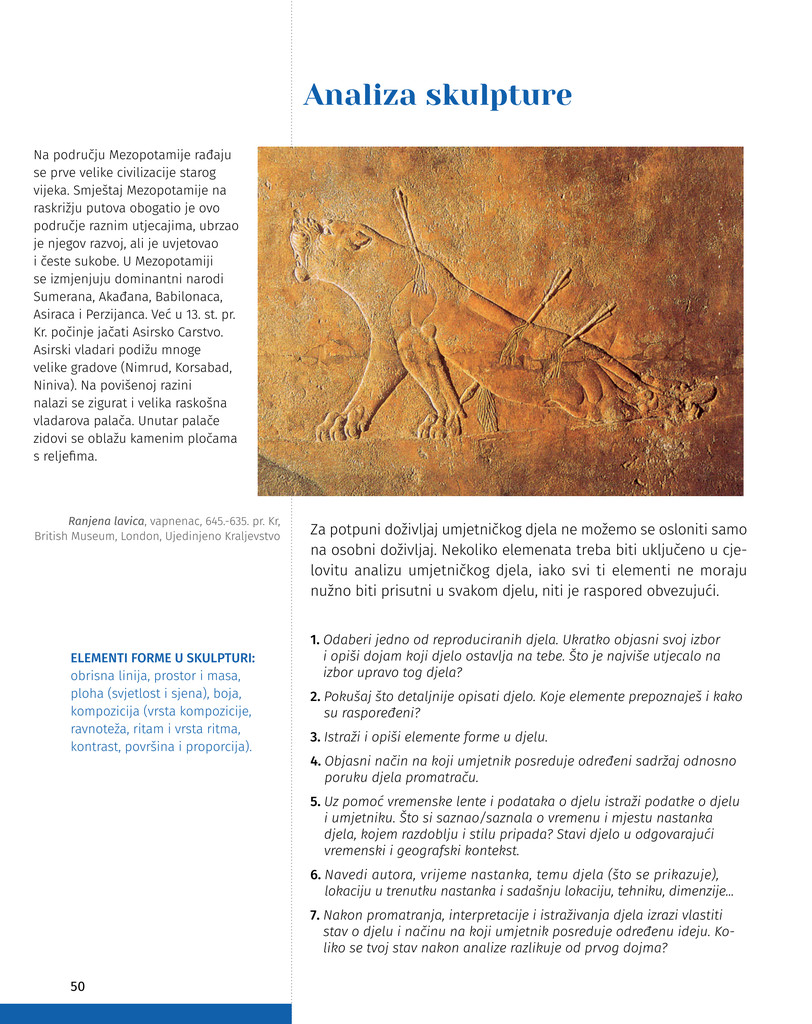 Analiza skulpture
Na području Mezopotamije rađaju
se prve velike civilizacije starog
vijeka. Smještaj Mezopotamije na
raskrižju putova obogatio je ovo
područje raznim utjecajima, ubrzao
je njegov razvoj, ali je uvjetovao
i česte sukobe. U Mezopotamiji
se izmjenjuju dominantni narodi
Sumerana, Akađana, Babilonaca,
Asiraca i Perzijanca. Već u 13. st. pr.
Kr. počinje jačati Asirsko Carstvo.
Asirski vladari podižu mnoge
velike gradove (Nimrud, Korsabad,
Niniva). Na povišenoj razini
nalazi se zigurat i velika raskošna
vladarova palača. Unutar palače
zidovi se oblažu kamenim pločama
s reljefima.
Ranjena lavica, vapnenac, 645.-635. pr. Kr,
British Museum, London, Ujedinjeno Kraljevstvo
ELEMENTI FORME U SKULPTURI:
obrisna linija, prostor i masa,
ploha (svjetlost i sjena), boja,
kompozicija (vrsta kompozicije,
ravnoteža, ritam i vrsta ritma,
kontrast, površina i proporcija).
Za potpuni doživljaj umjetničkog djela ne možemo se osloniti samo
na osobni doživljaj. Nekoliko elemenata treba biti uključeno u cje-
lovitu analizu umjetničkog djela, iako svi ti elementi ne moraju
nužno biti prisutni u svakom djelu, niti je raspored obvezujući.
1. Odaberi jedno od reproduciranih djela. Ukratko objasni svoj izbor
i opiši dojam koji djelo ostavlja na tebe. Što je najviše utjecalo na
izbor upravo tog djela?
2. Pokušaj što detaljnije opisati djelo. Koje elemente prepoznaješ i kako
su raspoređeni?
3. Istraži i opiši elemente forme u djelu.
4. Objasni način na koji umjetnik posreduje određeni sadržaj odnosno
poruku djela promatraču.
5. Uz pomoć vremenske lente i podataka o djelu istraži podatke o djelu
i umjetniku. Što si saznao/saznala o vremenu i mjestu nastanka
djela, kojem razdoblju i stilu pripada? Stavi djelo u odgovarajući
vremenski i geografski kontekst.
6. Navedi autora, vrijeme nastanka, temu djela (što se prikazuje),
lokaciju u trenutku nastanka i sadašnju lokaciju, tehniku, dimenzije...
7. Nakon promatranja, interpretacije i istraživanja djela izrazi vlastiti
stav o djelu i načinu na koji umjetnik posreduje određenu ideju. Ko-
liko se tvoj stav nakon analize razlikuje od prvog dojma?
50